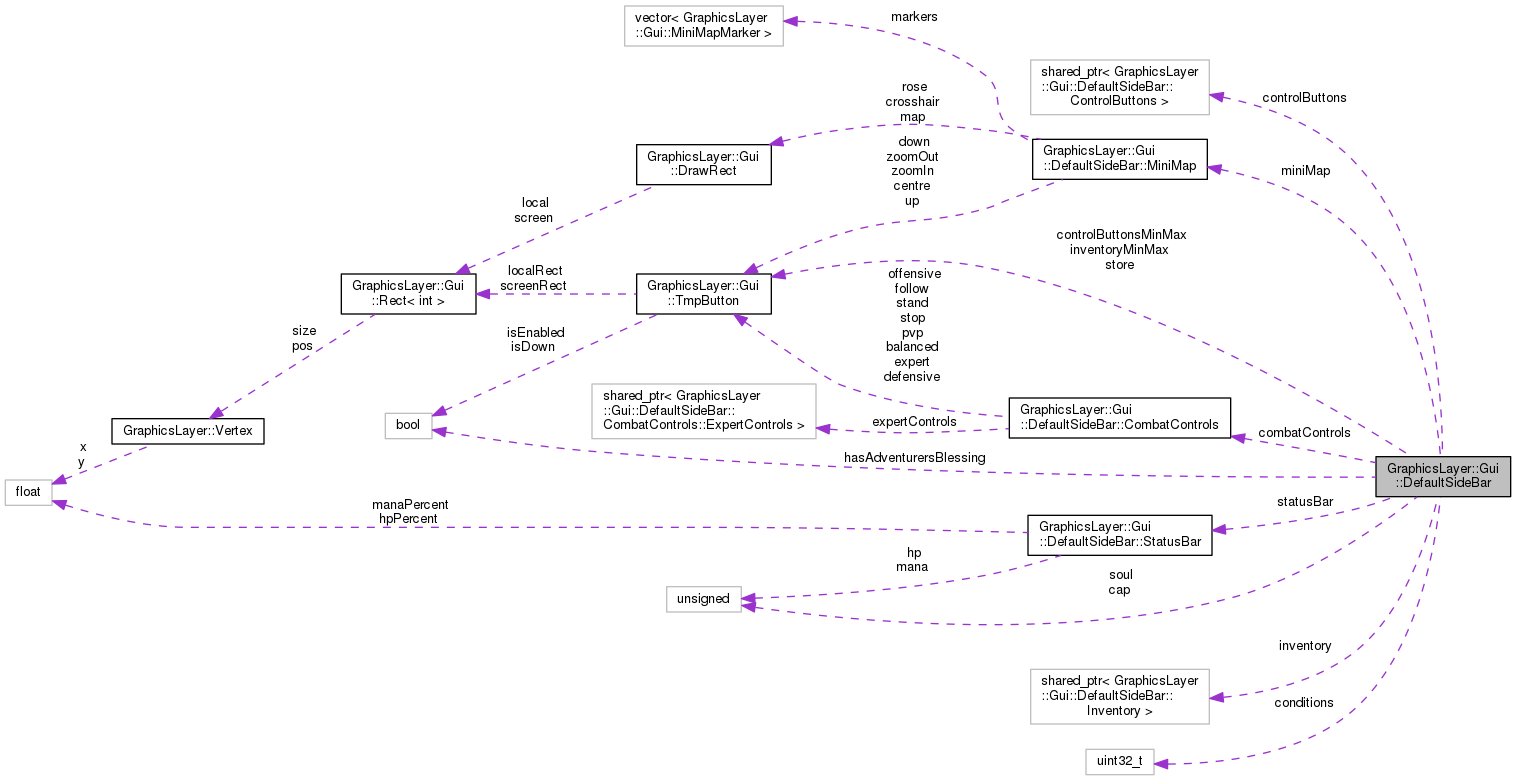 vector< GraphicsLayer
::Gui::MiniMapMarker >
markers
shared_ptr< GraphicsLayer
::Gui::DefaultSideBar::
ControlButtons >
controlButtons
rose
crosshair
map
GraphicsLayer::Gui
::DrawRect
GraphicsLayer::Gui
::DefaultSideBar::MiniMap
miniMap
down
zoomOut
zoomIn
centre
up
local
screen
controlButtonsMinMax
inventoryMinMax
store
GraphicsLayer::Gui
::Rect< int >
localRect
screenRect
GraphicsLayer::Gui
::TmpButton
offensive
follow
stand
stop
pvp
balanced
expert
defensive
size
pos
isEnabled
isDown
shared_ptr< GraphicsLayer
::Gui::DefaultSideBar::
CombatControls::ExpertControls >
expertControls
GraphicsLayer::Gui
::DefaultSideBar::CombatControls
combatControls
GraphicsLayer::Vertex
bool
hasAdventurersBlessing
GraphicsLayer::Gui
::DefaultSideBar
x
y
float
manaPercent
hpPercent
GraphicsLayer::Gui
::DefaultSideBar::StatusBar
statusBar
hp
mana
unsigned
soul
cap
shared_ptr< GraphicsLayer
::Gui::DefaultSideBar::
Inventory >
inventory
conditions
uint32_t